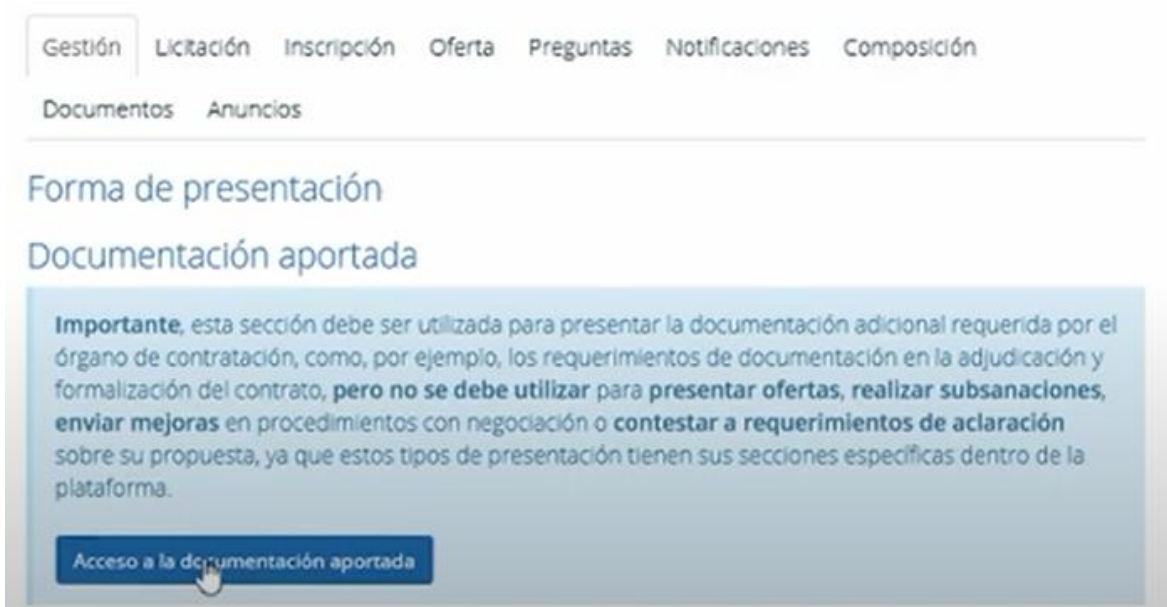 Gestión Licitación Inscripción Oferta Preguntas Notificaciones Composición
Documentos Anuncios
Forma de presentación
Documentación aportada
Importante, esta sección debe ser utilizada para presentar la documentación adicional requerida por el
órgano de contratación, como, por ejemplo, los requerimientos de documentación en la adjudicación y
formalización del contrato, pero no se debe utilizar para presentar ofertas, realizar subsanaciones,
enviar mejoras en procedimientos con negociación o contestar a requerimientos de aclaración
sobre su propuesta, ya que estos tipos de presentación tienen sus secciones específicas dentro de la
plataforma.
Acceso a la documentación aportada